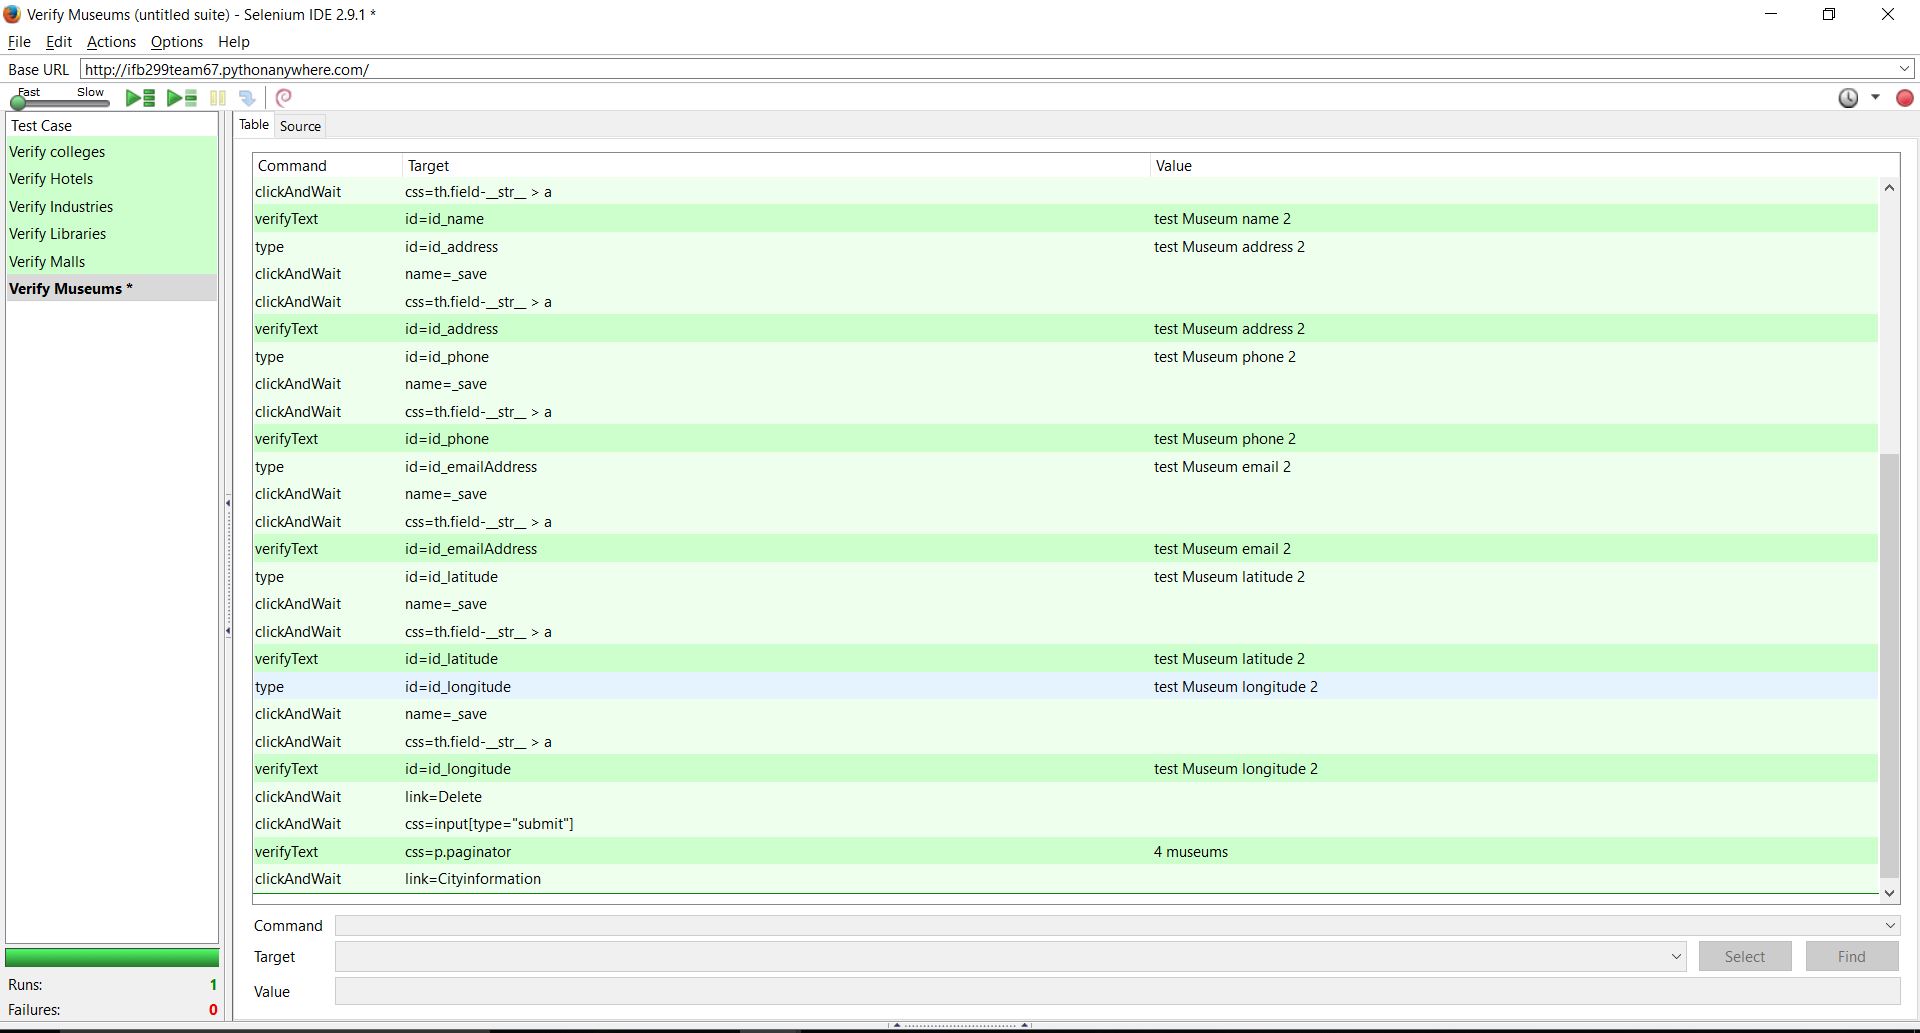 Verify Museums (untitled suite) - Selenium IDE 2.9.1 *
File Edit Actions Options Help
Base URL http://ifb299team67.pythonanywhere.com/
Fast Slow
Test Case
Verify colleges
Verify Hotels
Verify Industries
Verify Libraries
Verify Malls
Verify Museums *
Runs: 1
Failures: 0
Table Source
Command Target Value
clickAndWait css=th.field-__str__ > a
verifyText id=id_name test Museum name 2
type id=id_address test Museum address 2
clickAndWait name=_save
clickAndWait css=th.field-__str__ > a
verifyText id=id_address test Museum address 2
type id=id_phone test Museum phone 2
clickAndWait name=_save
clickAndWait css=th.field-__str__ > a
verifyText id=id_phone test Museum phone 2
type id=id_emailAddress test Museum email 2
clickAndWait name=_save
clickAndWait css=th.field-__str__ > a
verifyText id=id_emailAddress test Museum email 2
type id=id_latitude test Museum latitude 2
clickAndWait name=_save
clickAndWait css=th.field-__str__ > a
verifyText id=id_latitude test Museum latitude 2
type id=id_longitude test Museum longitude 2
clickAndWait name=_save
clickAndWait css=th.field-__str__ > a
verifyText id=id_longitude test Museum longitude 2
clickAndWait link=Delete
clickAndWait css=input[type="submit"]
verifyText css=p.paginator 4 museums
clickAndWait link=Cityinformation
Command
Target Select Find
Value